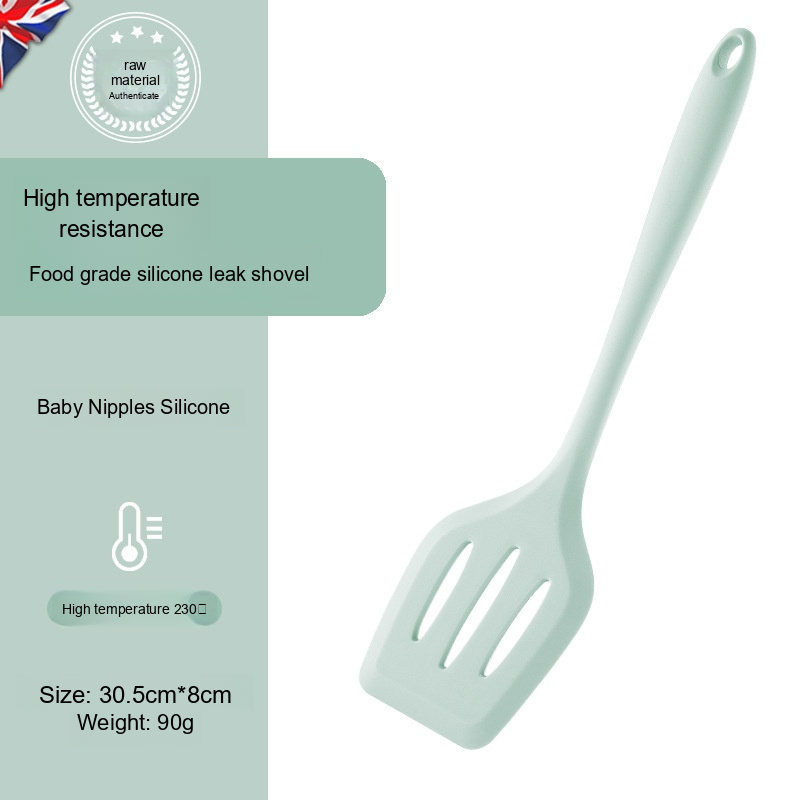 raw
material
Authenticate
High temperature
resistance
Food grade silicone leak shovel
Baby Nipples Silicone
High temperature 230□
Size: 30.5cm*8cm
Weight: 90g